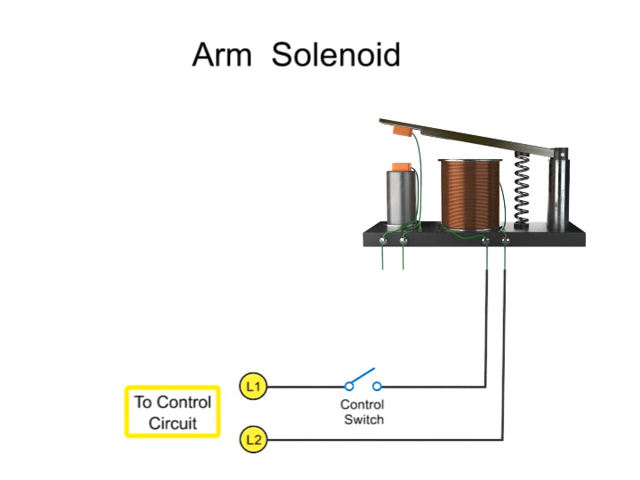 Arm Solenoid
L1
Control
Switch
To Control
Circuit
L2